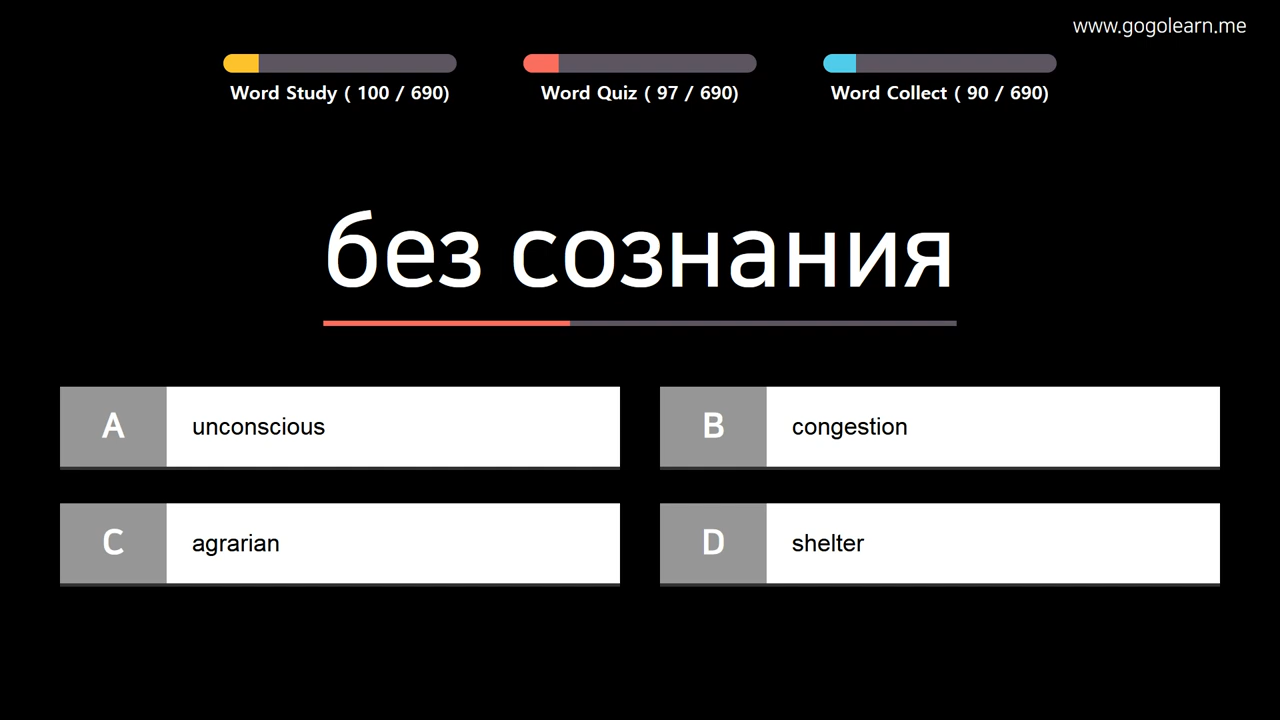 www.gogolearn.me
Word Study ( 100 / 690)
Word Quiz ( 97 / 690)
Word Collect ( 90 / 690)
без сознания
A unconscious
B congestion
C agrarian
D shelter